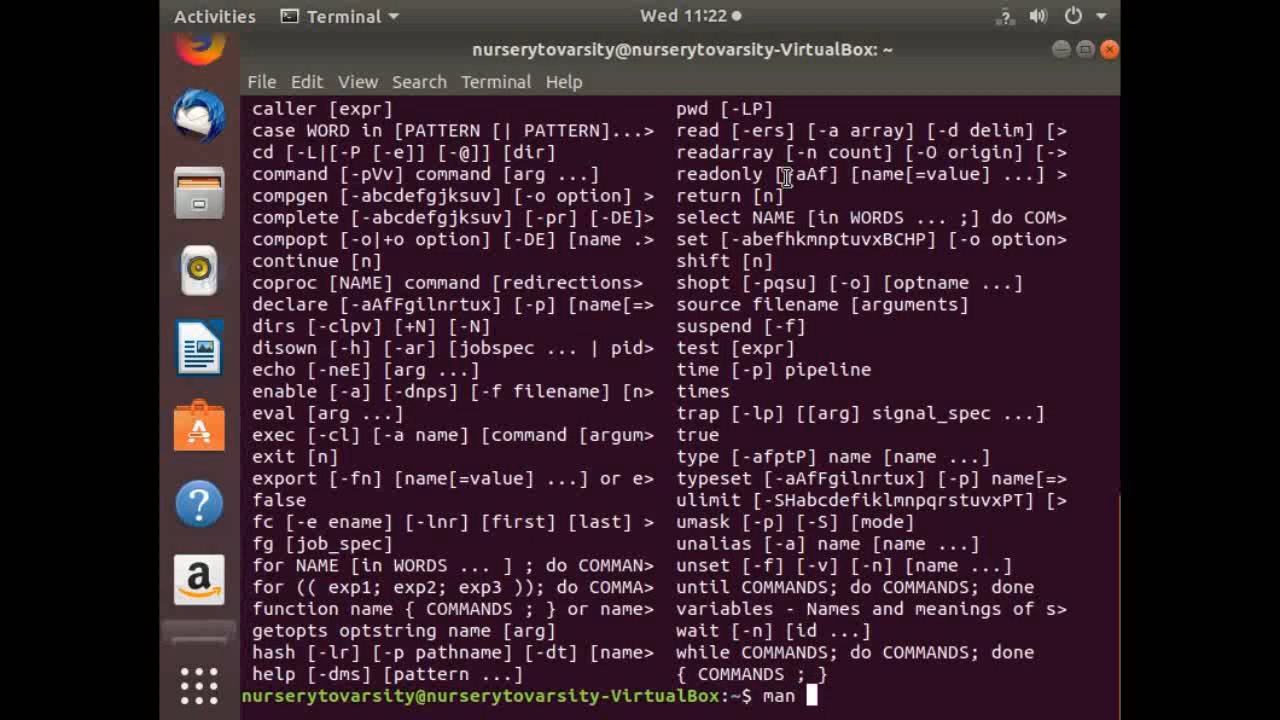 Activities Terminal Wed 11:22
nurserytovarsity@nurserytovarsity-VirtualBox: ~
File Edit View Search Terminal Help
caller [expr] pwd [-LP]
case WORD in [PATTERN [| PATTERN]...> read [-ers] [-a array] [-d delim] [>
cd [-L|[-P [-e]] [-@]] [dir] readarray [-n count] [-O origin] [->
command [-pVv] command [arg ...] readonly [-aAf] [name[=value] ...] >
compgen [-abcdefgjksuv] [-o option] > return [n]
complete [-abcdefgjksuv] [-pr] [-DE]> select NAME [in WORDS ... ;] do COM>
compopt [-o|+o option] [-DE] [name .> set [-abefhkmnptuvxBCHP] [-o option>
continue [n] shift [n]
coproc [NAME] command [redirections> shopt [-pqsu] [-o] [optname ...]
declare [-aAfFgilnrtux] [-p] [name[=> source filename [arguments]
dirs [-clpv] [+N] [-N] suspend [-f]
disown [-h] [-ar] [jobspec ... | pid> test [expr]
echo [-neE] [arg ...] time [-p] pipeline
enable [-a] [-dnps] [-f filename] [n> times
eval [arg ...] trap [-lp] [[arg] signal_spec ...]
exec [-cl] [-a name] [command [argum> true
exit [n] type [-afptP] name [name ...]
export [-fn] [name[=value] ...] or e> typeset [-aAfFgilnrtux] [-p] name[=>
false ulimit [-SHabcdefiklmnpqrstuvxPT] [>
fc [-e ename] [-lnr] [first] [last] > umask [-p] [-S] [mode]
fg [job_spec] unalias [-a] name [name ...]
for NAME [in WORDS ... ] ; do COMMAN> unset [-f] [-v] [-n] [name ...]
for (( exp1; exp2; exp3 )); do COMMA> until COMMANDS; do COMMANDS; done
function name { COMMANDS ; } or name> variables - Names and meanings of s>
getopts optstring name [arg] wait [-n] [id ...]
hash [-lr] [-p pathname] [-dt] [name> while COMMANDS; do COMMANDS; done
help [-dms] [pattern ...] { COMMANDS ; }
nurserytovarsity@nurserytovarsity-VirtualBox:~$ man